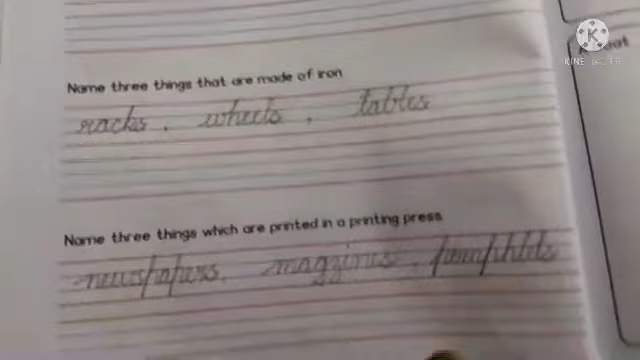 Name three things that are made of iron
racks, wheels, tables
Name three things which are printed in a printing press
newspapers, magzines, pamphlets